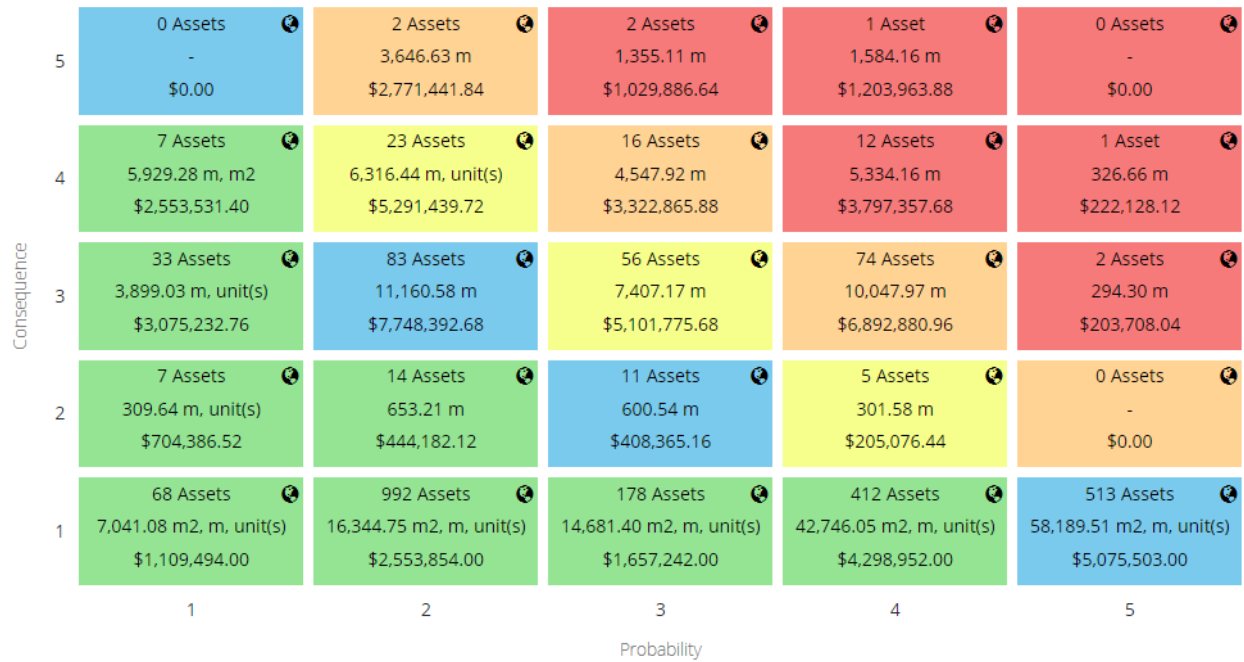 0 Assets
-
$0.00
2 Assets
3,646.63 m
$2,771,441.84
2 Assets
1,355.11 m
$1,029,886.64
1 Asset
1,584.16 m
$1,203,963.88
0 Assets
-
$0.00
5
7 Assets
5,929.28 m, m2
$2,553,531.40
23 Assets
6,316.44 m, unit(s)
$5,291,439.72
16 Assets
4,547.92 m
$3,322,865.88
12 Assets
5,334.16 m
$3,797,357.68
1 Asset
326.66 m
$222,128.12
4
33 Assets
3,899.03 m, unit(s)
$3,075,232.76
83 Assets
11,160.58 m
$7,748,392.68
56 Assets
7,407.17 m
$5,101,775.68
74 Assets
10,047.97 m
$6,892,880.96
2 Assets
294.30 m
$203,708.04
3
Consequence
7 Assets
309.64 m, unit(s)
$704,386.52
14 Assets
653.21 m
$444,182.12
11 Assets
600.54 m
$408,365.16
5 Assets
301.58 m
$205,076.44
0 Assets
-
$0.00
2
68 Assets
7,041.08 m2, m, unit(s)
$1,109,494.00
992 Assets
16,344.75 m2, m, unit(s)
$2,553,854.00
178 Assets
14,681.40 m2, m, unit(s)
$1,657,242.00
412 Assets
42,746.05 m2, m, unit(s)
$4,298,952.00
513 Assets
58,189.51 m2, m, unit(s)
$5,075,503.00
1
1
2
3
4
5
Probability